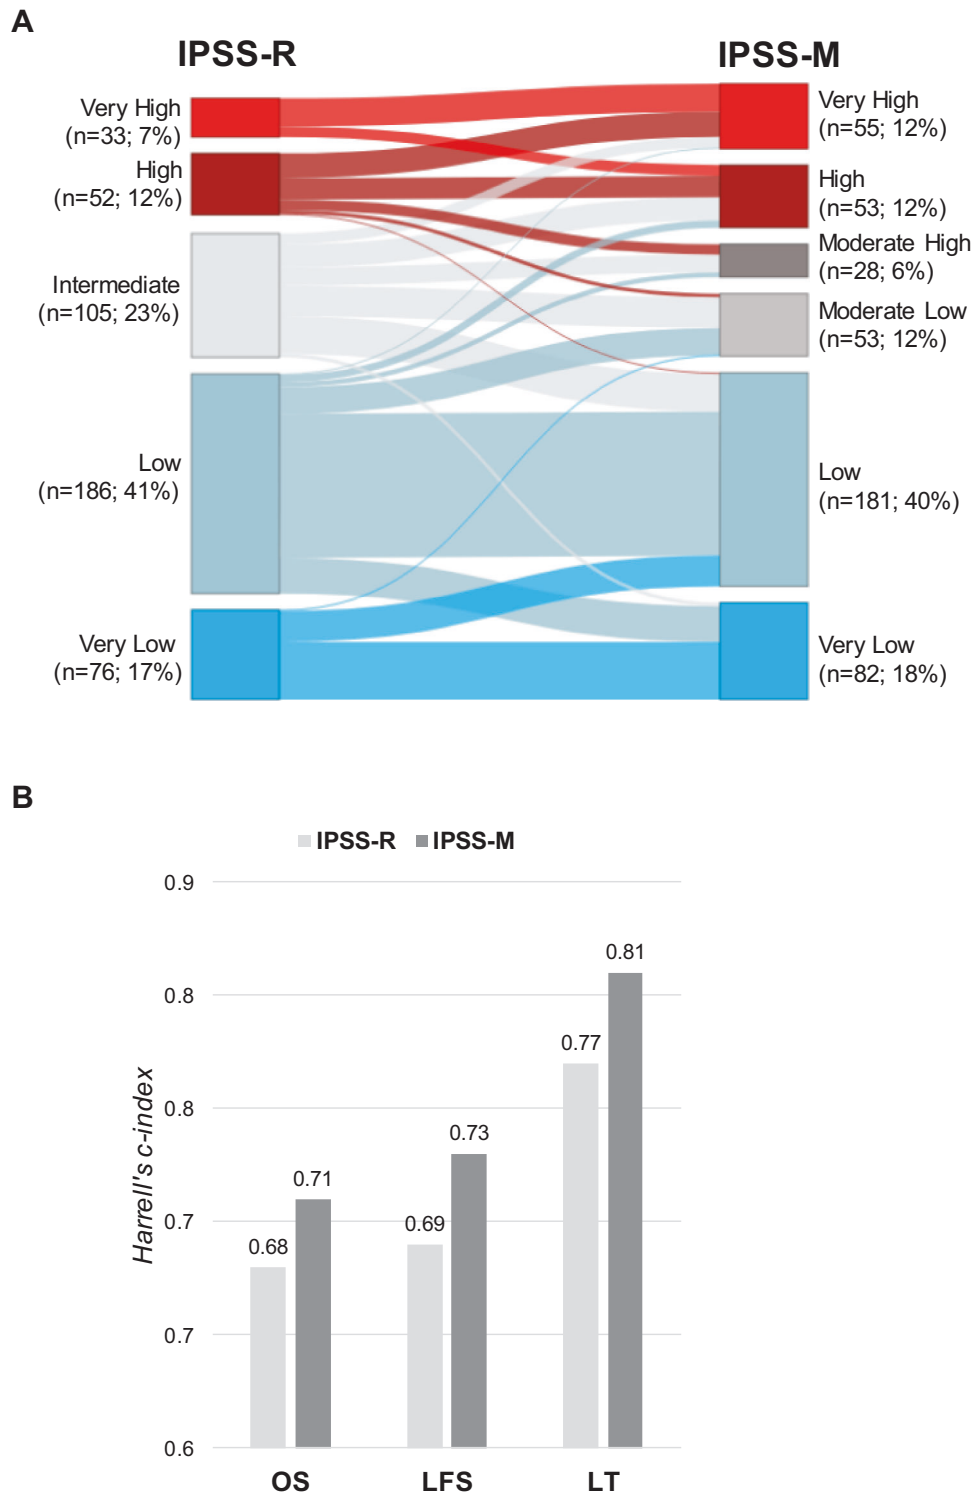 A
IPSS-R
IPSS-M
Very High
(n=33; 7%)
High
(n=52; 12%)
Intermediate
(n=105; 23%)
Low
(n=186; 41%)
Very Low
(n=76; 17%)
Very High
(n=55; 12%)
High
(n=53; 12%)
Moderate High
(n=28; 6%)
Moderate Low
(n=53; 12%)
Low
(n=181; 40%)
Very Low
(n=82; 18%)
B
IPSS-R IPSS-M
Harrell's c-index
0.9
0.8
0.8
0.7
0.7
0.6
0.68
0.71
0.69
0.73
0.77
0.81
OS
LFS
LT